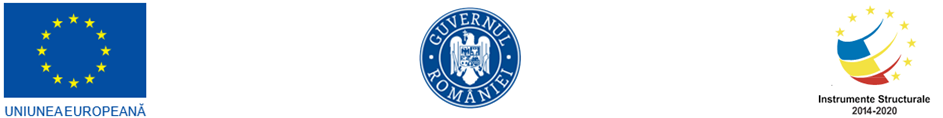 UNIUNEA EUROPEANĂ
GUVERNUL
ROMÂNIEI
Instrumente Structurale
2014-2020